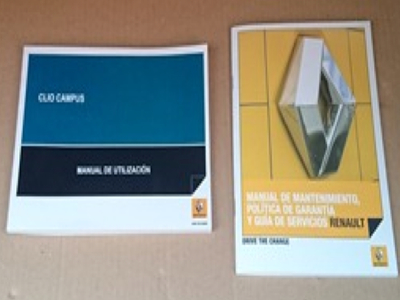 CLIO CAMPUS
MANUAL DE UTILIZACIÓN
MANUAL DE MANTENIMIENTO,
POLÍTICA DE GARANTÍA
Y GUÍA DE SERVICIOS RENAULT
DRIVE THE CHANGE